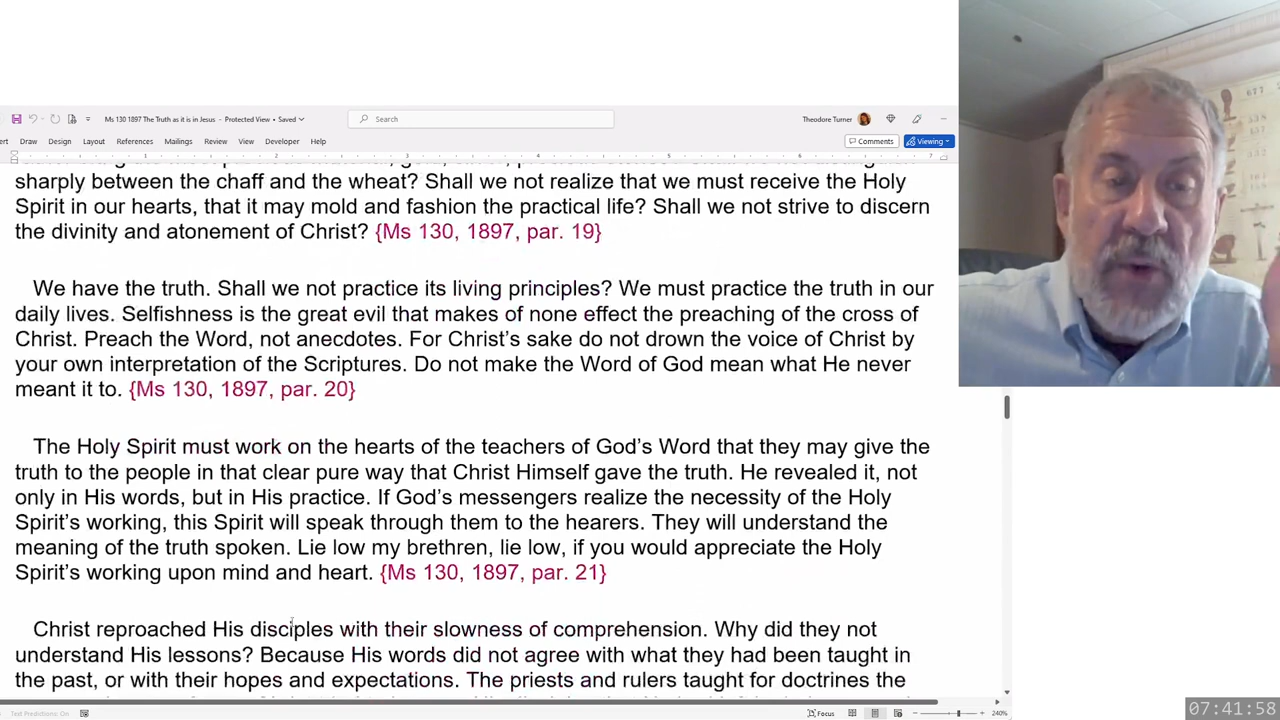 Ms 130 1897 The Truth as it is in Jesus - Protected View • Saved
Search
Theodore Turner
Draw Design Layout References Mailings Review View Developer Help
Comments Viewing
sharply between the chaff and the wheat? Shall we not realize that we must receive the Holy
Spirit in our hearts, that it may mold and fashion the practical life? Shall we not strive to discern
the divinity and atonement of Christ? {Ms 130, 1897, par. 19}
We have the truth. Shall we not practice its living principles? We must practice the truth in our
daily lives. Selfishness is the great evil that makes of none effect the preaching of the cross of
Christ. Preach the Word, not anecdotes. For Christ's sake do not drown the voice of Christ by
your own interpretation of the Scriptures. Do not make the Word of God mean what He never
meant it to. {Ms 130, 1897, par. 20}
The Holy Spirit must work on the hearts of the teachers of God's Word that they may give the
truth to the people in that clear pure way that Christ Himself gave the truth. He revealed it, not
only in His words, but in His practice. If God's messengers realize the necessity of the Holy
Spirit's working, this Spirit will speak through them to the hearers. They will understand the
meaning of the truth spoken. Lie low my brethren, lie low, if you would appreciate the Holy
Spirit's working upon mind and heart. {Ms 130, 1897, par. 21}
Christ reproached His disciples with their slowness of comprehension. Why did they not
understand His lessons? Because His words did not agree with what they had been taught in
the past, or with their hopes and expectations. The priests and rulers taught for doctrines the
Text Predictions: On
Focus
240%
07:41:58